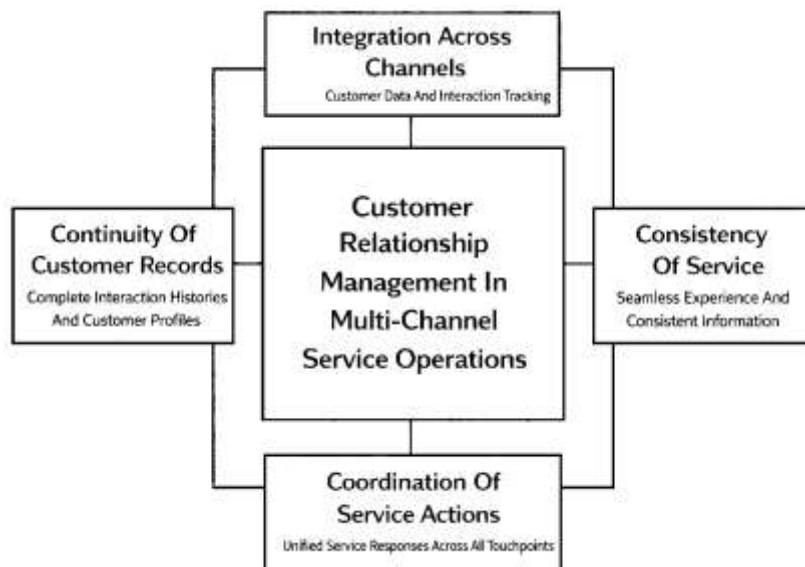 Integration Across
Channels
Customer Data And Interaction Tracking
Continuity Of
Customer Records
Complete Interaction Histories
And Customer Profiles
Customer
Relationship
Management In
Multi-Channel
Service Operations
Consistency
Of Service
Seamless Experience And
Consistent Information
Coordination Of
Service Actions
Unified Service Responses Across All Touchpoints